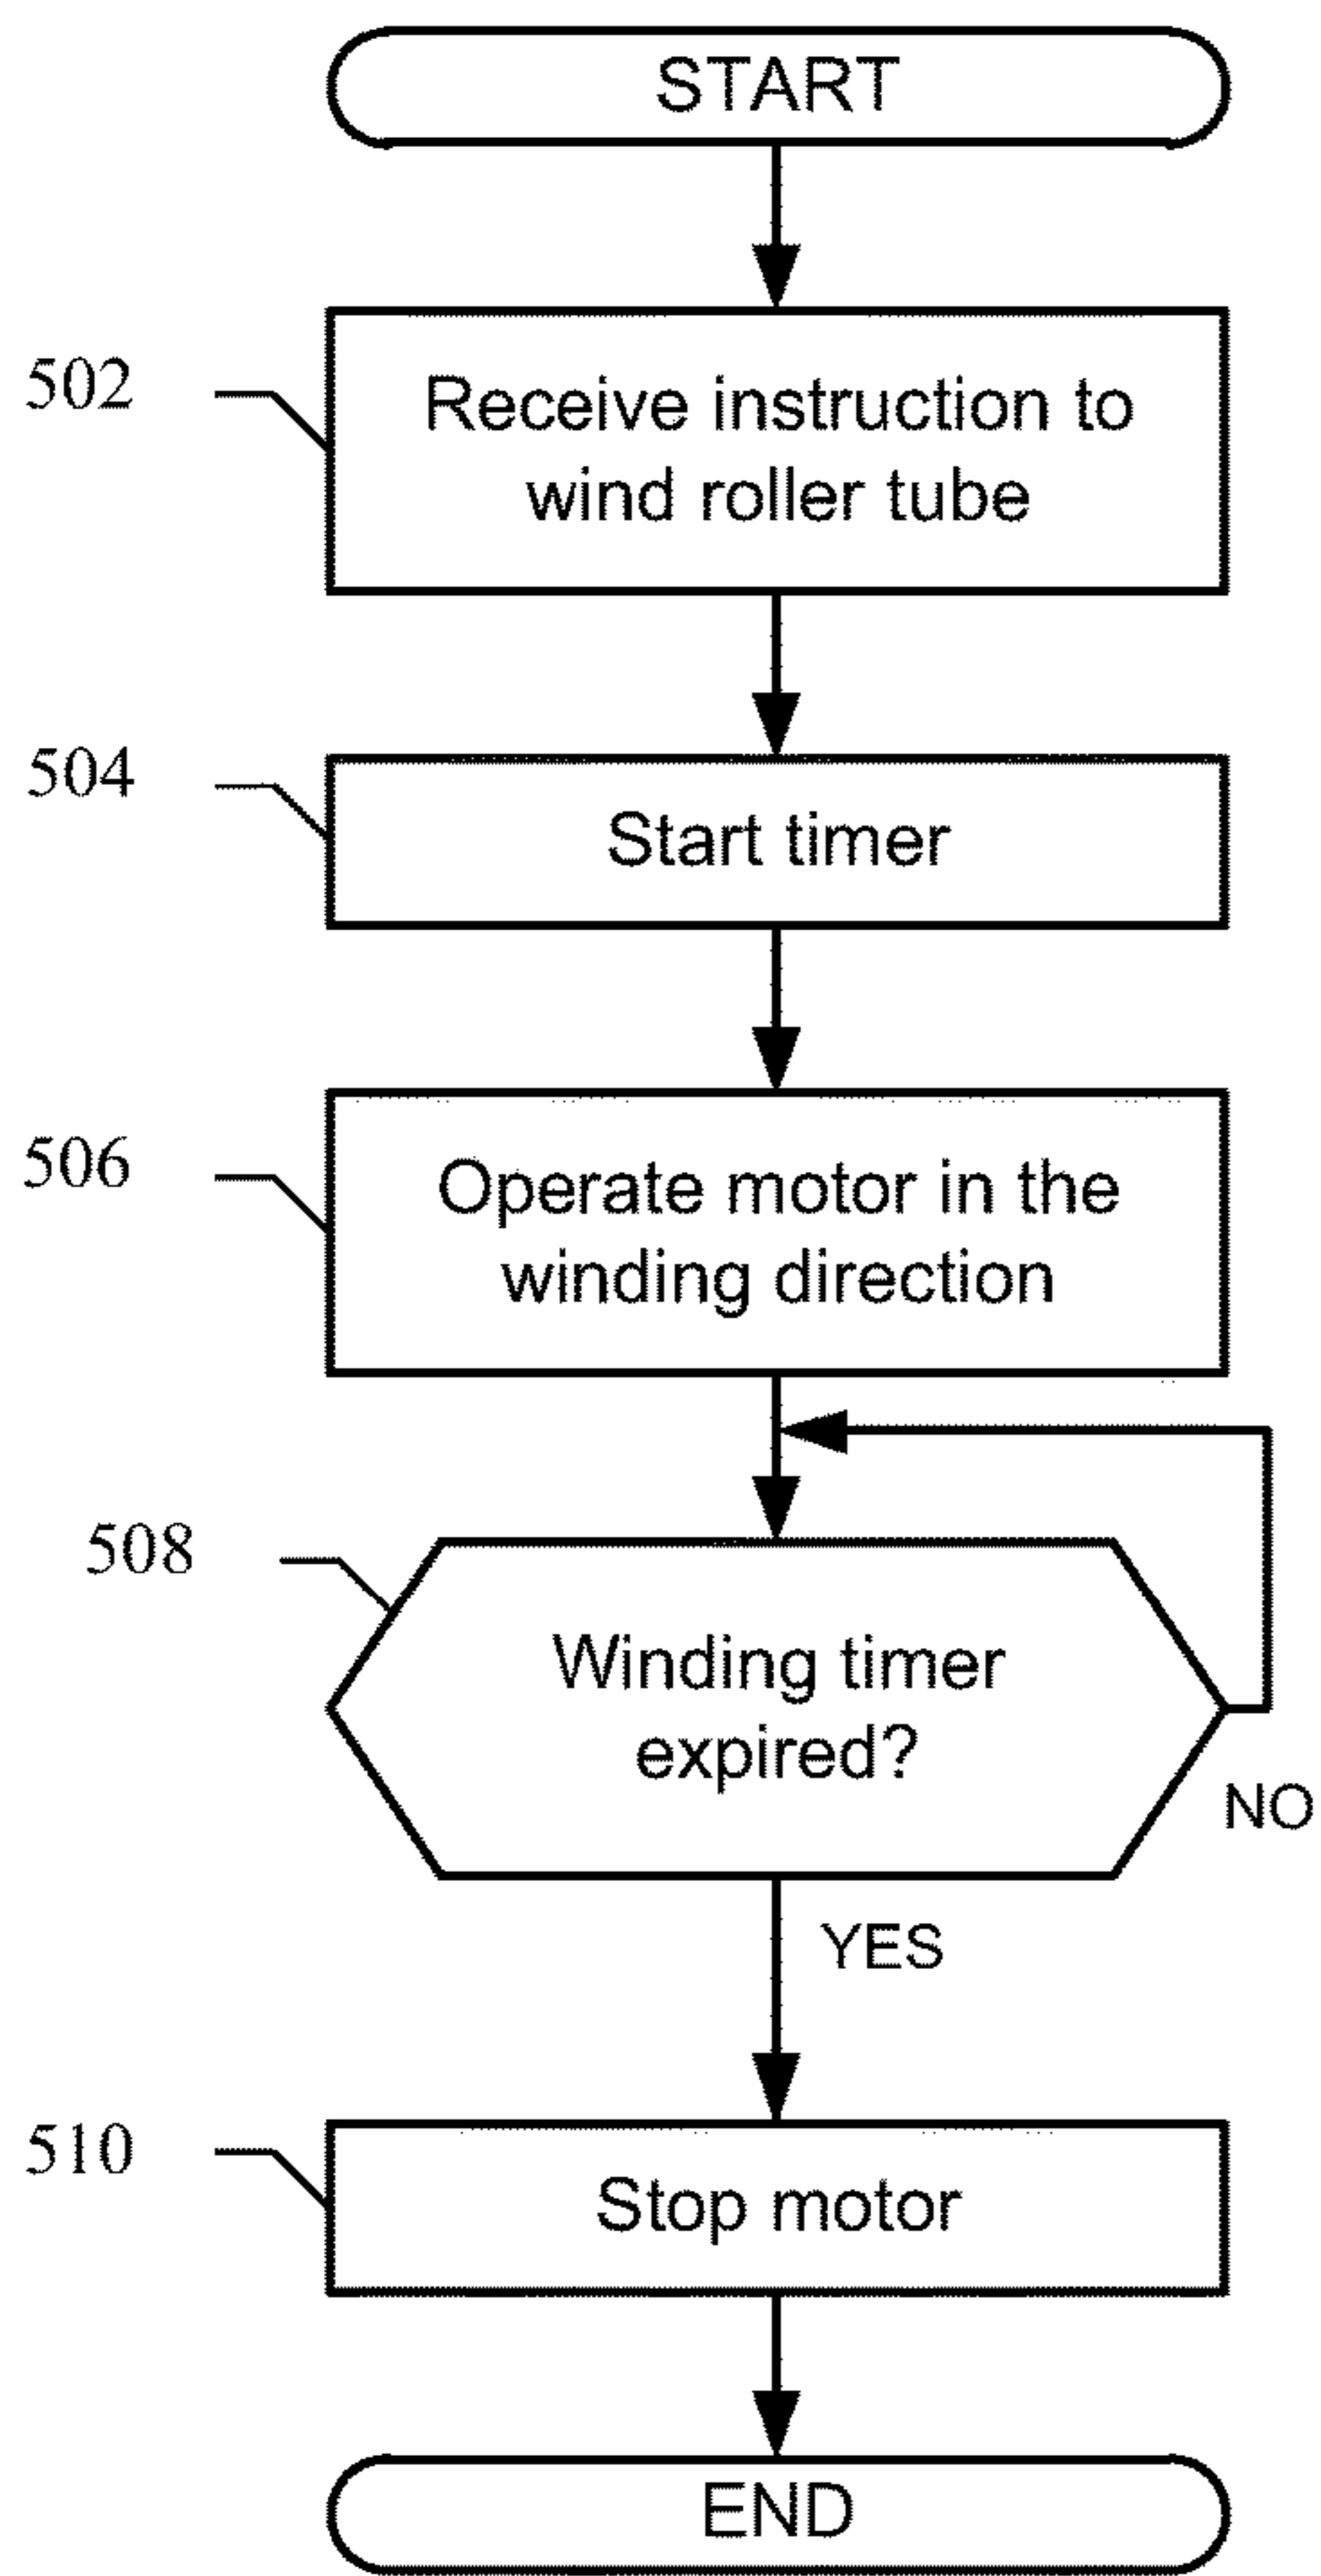 START
502
Receive instruction to
wind roller tube
504
Start timer
506
Operate motor in the
winding direction
508
Winding timer
expired?
NO
YES
510
Stop motor
END